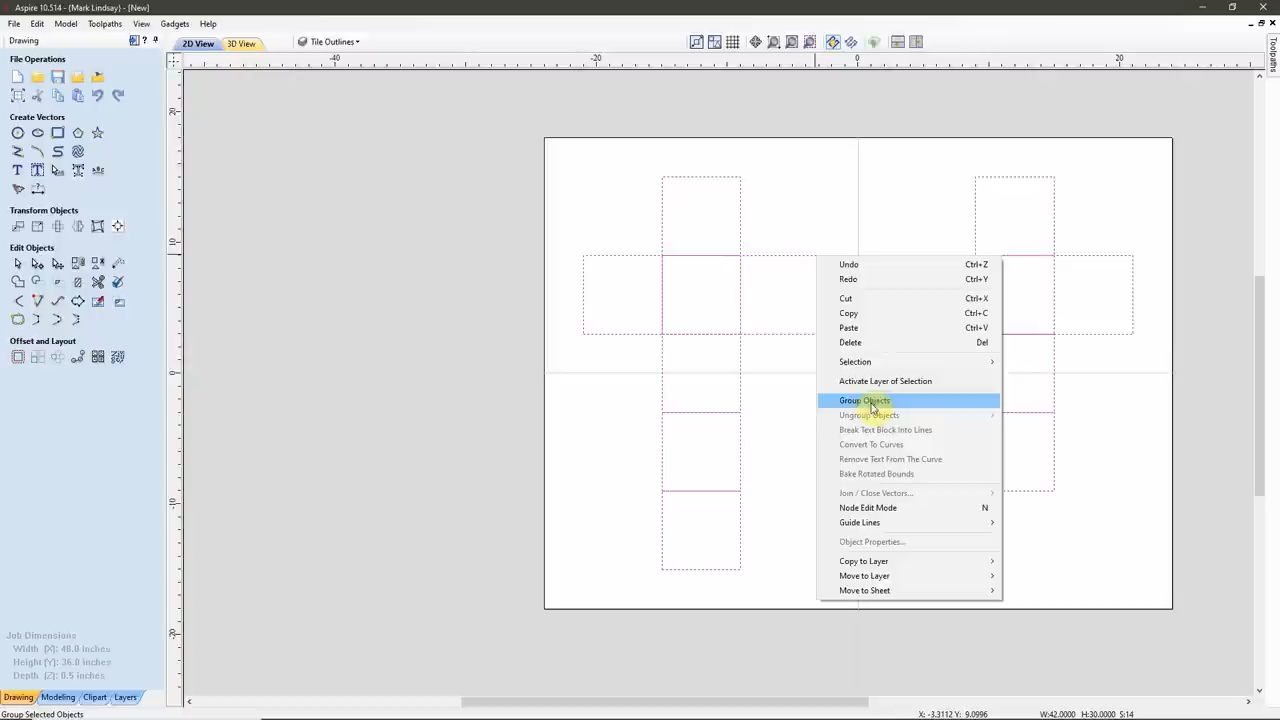 Aspire 10.514 - {Mark Lindsay} - [New]
File Edit Model Toolpaths View Gadgets Help
Drawing
2D View 3D View Tile Outlines
Toolpaths
File Operations
Create Vectors
Transform Objects
Edit Objects
Offset and Layout
-40 -20 0 20
20
10
0
-10
-20
Undo Ctrl+Z
Redo Ctrl+Y
Cut Ctrl+X
Copy Ctrl+C
Paste Ctrl+V
Delete Del
Selection
Activate Layer of Selection
Group Objects
Ungroup Objects
Break Text Block Into Lines
Convert To Curves
Remove Text From The Curve
Bake Rotated Bounds
Join / Close Vectors...
Node Edit Mode N
Guide Lines
Object Properties...
Copy to Layer
Move to Layer
Move to Sheet
Job Dimensions
Width (X): 48.0 inches
Height (Y): 36.0 inches
Depth (Z): 0.5 inches
Drawing Modeling Clipart Layers
Group Selected Objects
X: -3.3112 Y: 9.0996 W:42.0000 H:30.0000 S:14